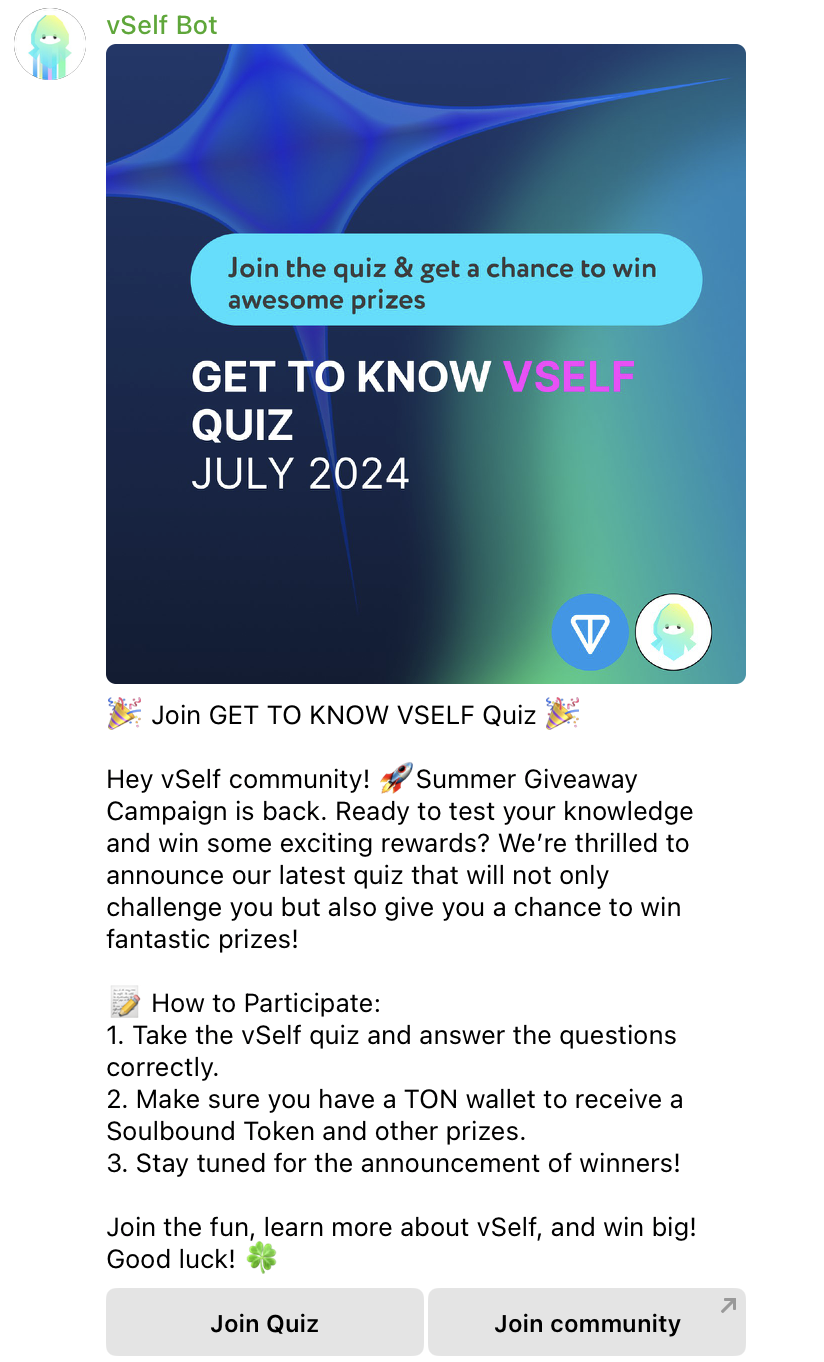 vSelf Bot
Join the quiz & get a chance to win
awesome prizes
GET TO KNOW VSELF
QUIZ
JULY 2024
🎉 Join GET TO KNOW VSELF Quiz 🎉
Hey vSelf community! 🚀Summer Giveaway
Campaign is back. Ready to test your knowledge
and win some exciting rewards? We’re thrilled to
announce our latest quiz that will not only
challenge you but also give you a chance to win
fantastic prizes!
📝 How to Participate:
1. Take the vSelf quiz and answer the questions
correctly.
2. Make sure you have a TON wallet to receive a
Soulbound Token and other prizes.
3. Stay tuned for the announcement of winners!
Join the fun, learn more about vSelf, and win big!
Good luck! 🍀
Join Quiz
Join community